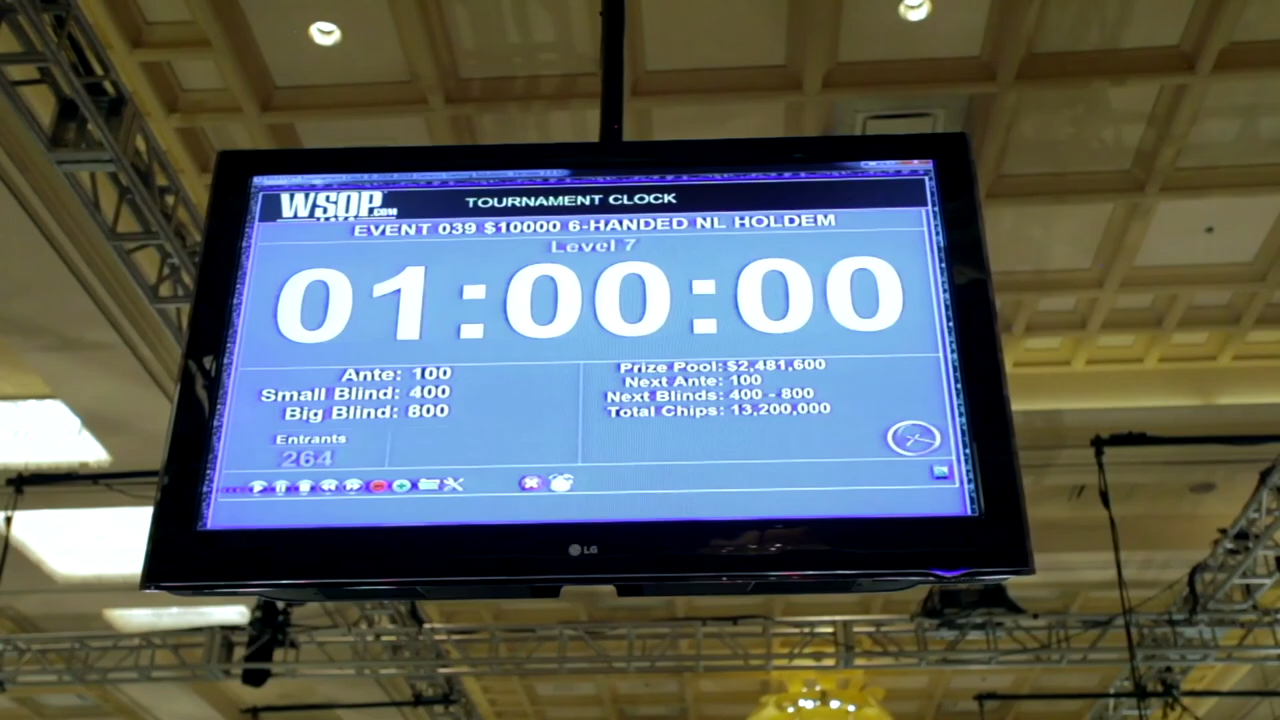 WSOP.COM
TOURNAMENT CLOCK
EVENT 039 $10000 6-HANDED NL HOLDEM
Level 7
01:00:00
Ante: 100
Small Blind: 400
Big Blind: 800
Entrants
264
Prize Pool: $2,481,600
Next Ante: 100
Next Blinds: 400 - 800
Total Chips: 13,200,000
LG